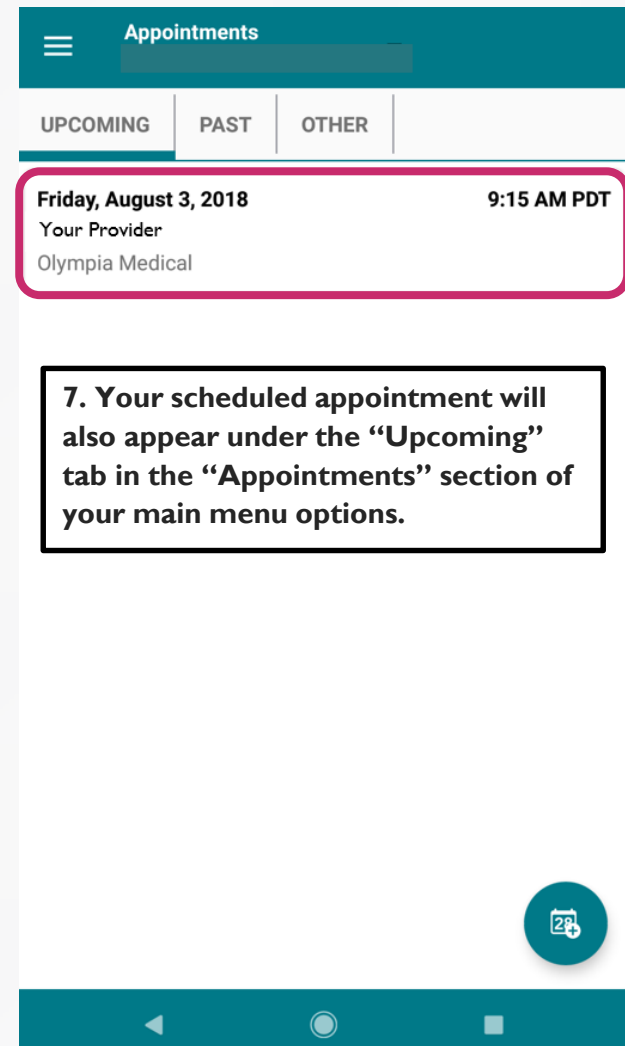 Appointments
UPCOMING PAST OTHER
Friday, August 3, 2018 9:15 AM PDT
Your Provider
Olympia Medical
7. Your scheduled appointment will
also appear under the “Upcoming”
tab in the “Appointments” section of
your main menu options.
28